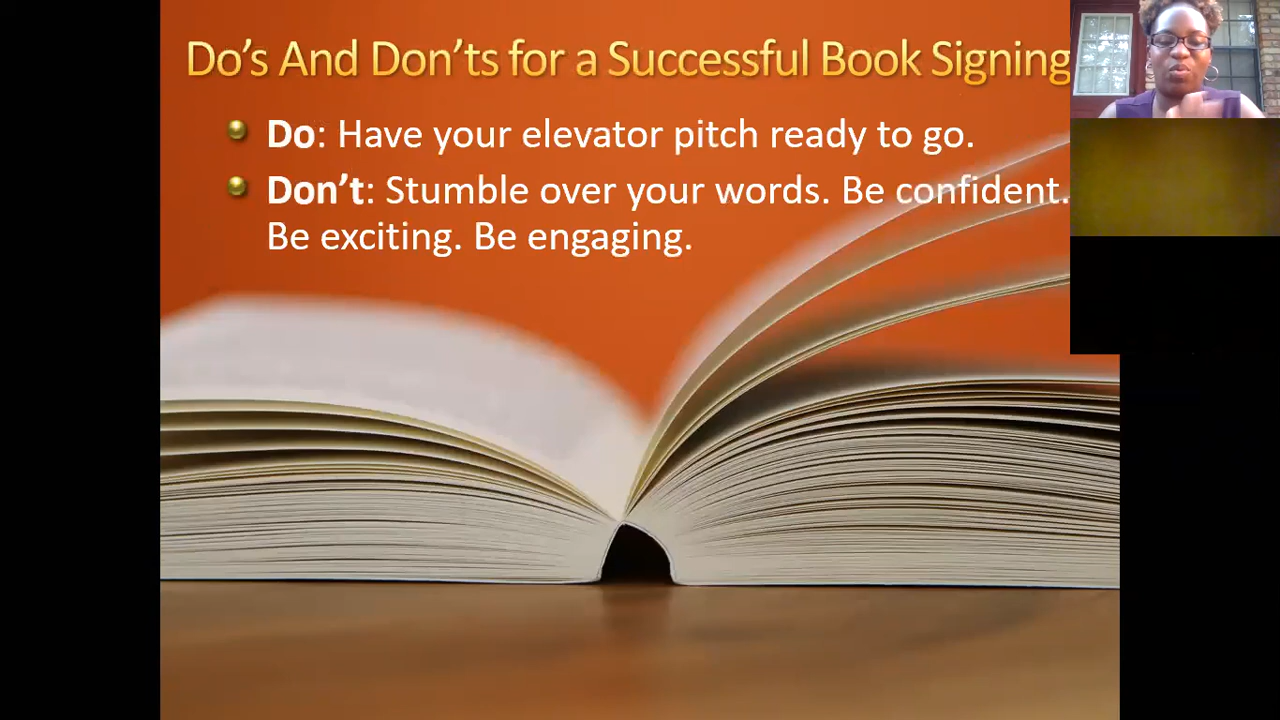 Do's And Don'ts for a Successful Book Signing
Do: Have your elevator pitch ready to go.
Don't: Stumble over your words. Be confident.
Be exciting. Be engaging.